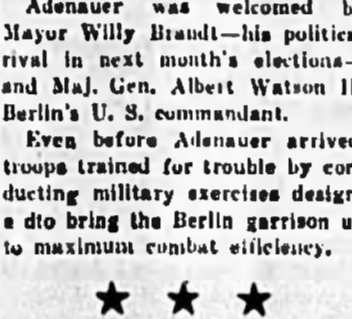 Adenauer was welcomed b
Mayor Willy Brandt—his politic
rival in next month's elections—
and Maj. Gen. Albert Watson II
Berlin's U. S. commandant.
Even before Adenauer arrived
troops trained for trouble by con
ducting military exercises design
e dto bring the Berlin garrison u
to maximum combat efficiency.
★ ★ ★